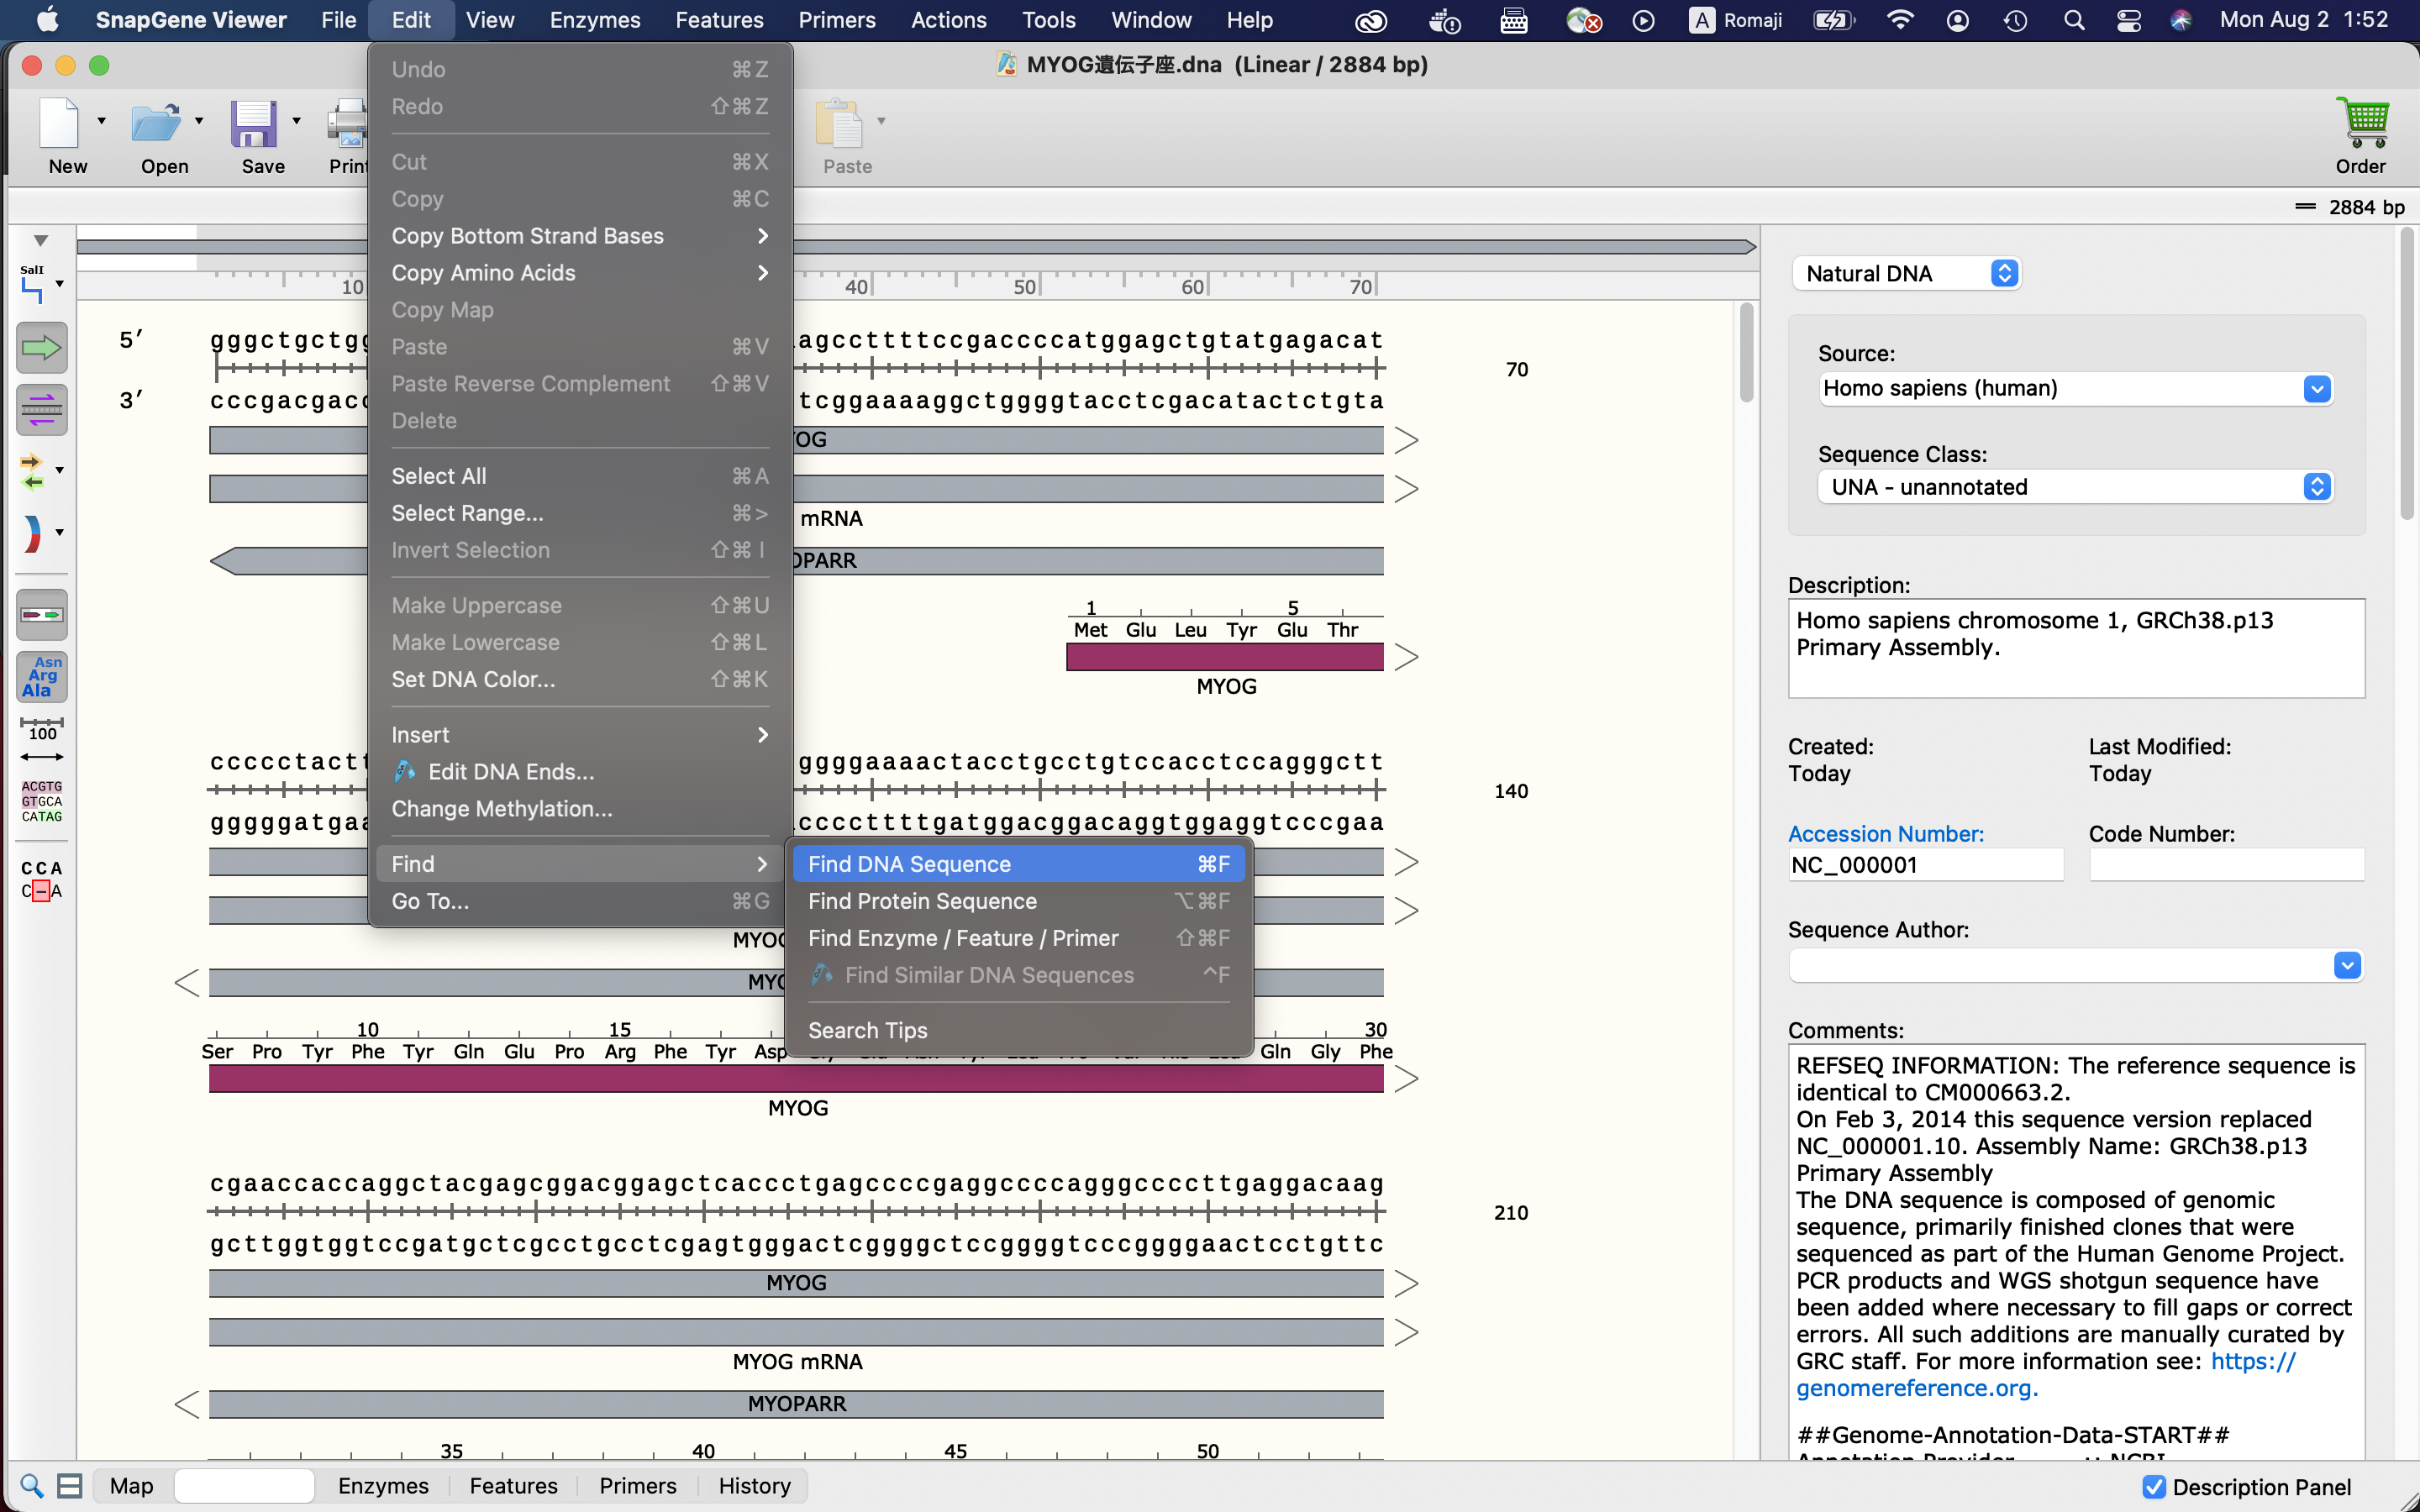 SnapGene Viewer File Edit View Enzymes Features Primers Actions Tools Window Help A Romaji Mon Aug 2 1:52
MYOG遺伝子座.dna (Linear / 2884 bp)
New Open Save Print Paste Order
2884 bp
Undo ⌘Z
Redo ⇧⌘Z
Cut ⌘X
Copy ⌘C
Copy Bottom Strand Bases
Copy Amino Acids
Copy Map
Paste ⌘V
Paste Reverse Complement ⇧⌘V
Delete
Select All ⌘A
Select Range... ⌘>
Invert Selection ⇧⌘I
Make Uppercase ⇧⌘U
Make Lowercase ⇧⌘L
Set DNA Color... ⇧⌘K
Insert
Edit DNA Ends...
Change Methylation...
Find
Go To... ⌘G
Find DNA Sequence ⌘F
Find Protein Sequence ⌥⌘F
Find Enzyme / Feature / Primer ⇧⌘F
Find Similar DNA Sequences ^F
Search Tips
SalI
Asn
Arg
Ala
100
ACGTG
GTGCA
CATAG
CCA
C-A
10 40 50 60 70
5′ gggctgctgg agccttttccgaccccatggagctgtatgagacat
70
3′ cccgacgacc tcggaaaaggctggggtacctcgacatactctgta
OG
mRNA
OPARR
1 5
Met Glu Leu Tyr Glu Thr
MYOG
ccccctactt ggggaaaactacctgcctgtccacctccagggctt
140
gggggatgaa ccccttttgatggacggacaggtggaggtcccgaa
10 15 30
Ser Pro Tyr Phe Tyr Gln Glu Pro Arg Phe Tyr Asp Gln Gly Phe
MYOG
cgaaccaccaggctacgagcggacggagctcaccctgagccccgaggccccagggccccttgaggacaag
210
gcttggtggtccgatgctcgcctgcctcgagtgggactcggggctccggggtcccggggaactcctgttc
MYOG
MYOG mRNA
MYOPARR
35 40 45 50
Natural DNA
Source:
Homo sapiens (human)
Sequence Class:
UNA - unannotated
Description:
Homo sapiens chromosome 1, GRCh38.p13
Primary Assembly.
Created: Last Modified:
Today Today
Accession Number: Code Number:
NC_000001
Sequence Author:
Comments:
REFSEQ INFORMATION: The reference sequence is
identical to CM000663.2.
On Feb 3, 2014 this sequence version replaced
NC_000001.10. Assembly Name: GRCh38.p13
Primary Assembly
The DNA sequence is composed of genomic
sequence, primarily finished clones that were
sequenced as part of the Human Genome Project.
PCR products and WGS shotgun sequence have
been added where necessary to fill gaps or correct
errors. All such additions are manually curated by
GRC staff. For more information see: https://
genomereference.org.
##Genome-Annotation-Data-START##
Map Enzymes Features Primers History Description Panel